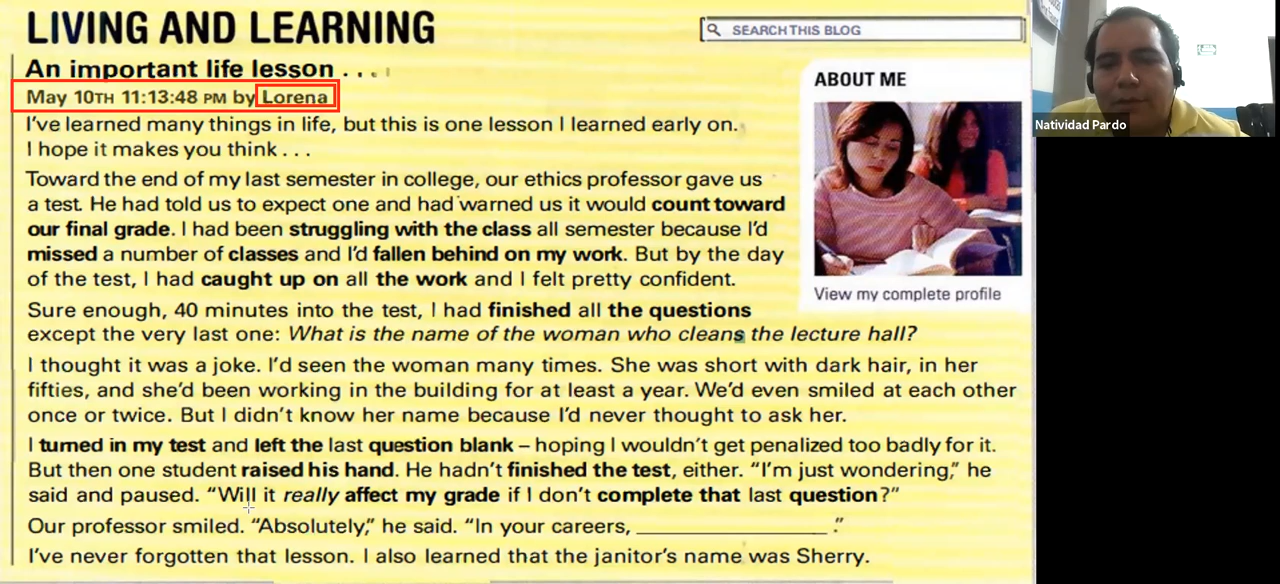 LIVING AND LEARNING
SEARCH THIS BLOG
An important life lesson . . .
May 10TH 11:13:48 PM by Lorena
I've learned many things in life, but this is one lesson I learned early on.
I hope it makes you think . . .
Toward the end of my last semester in college, our ethics professor gave us
a test. He had told us to expect one and had warned us it would count toward
our final grade. I had been struggling with the class all semester because I'd
missed a number of classes and I'd fallen behind on my work. But by the day
of the test, I had caught up on all the work and I felt pretty confident.
Sure enough, 40 minutes into the test, I had finished all the questions
except the very last one: What is the name of the woman who cleans the lecture hall?
I thought it was a joke. I'd seen the woman many times. She was short with dark hair, in her
fifties, and she'd been working in the building for at least a year. We'd even smiled at each other
once or twice. But I didn't know her name because I'd never thought to ask her.
I turned in my test and left the last question blank – hoping I wouldn't get penalized too badly for it.
But then one student raised his hand. He hadn't finished the test, either. "I'm just wondering," he
said and paused. "Will it really affect my grade if I don't complete that last question?"
Our professor smiled. "Absolutely," he said. "In your careers, ____________________."
I've never forgotten that lesson. I also learned that the janitor's name was Sherry.
ABOUT ME
View my complete profile
Natividad Pardo